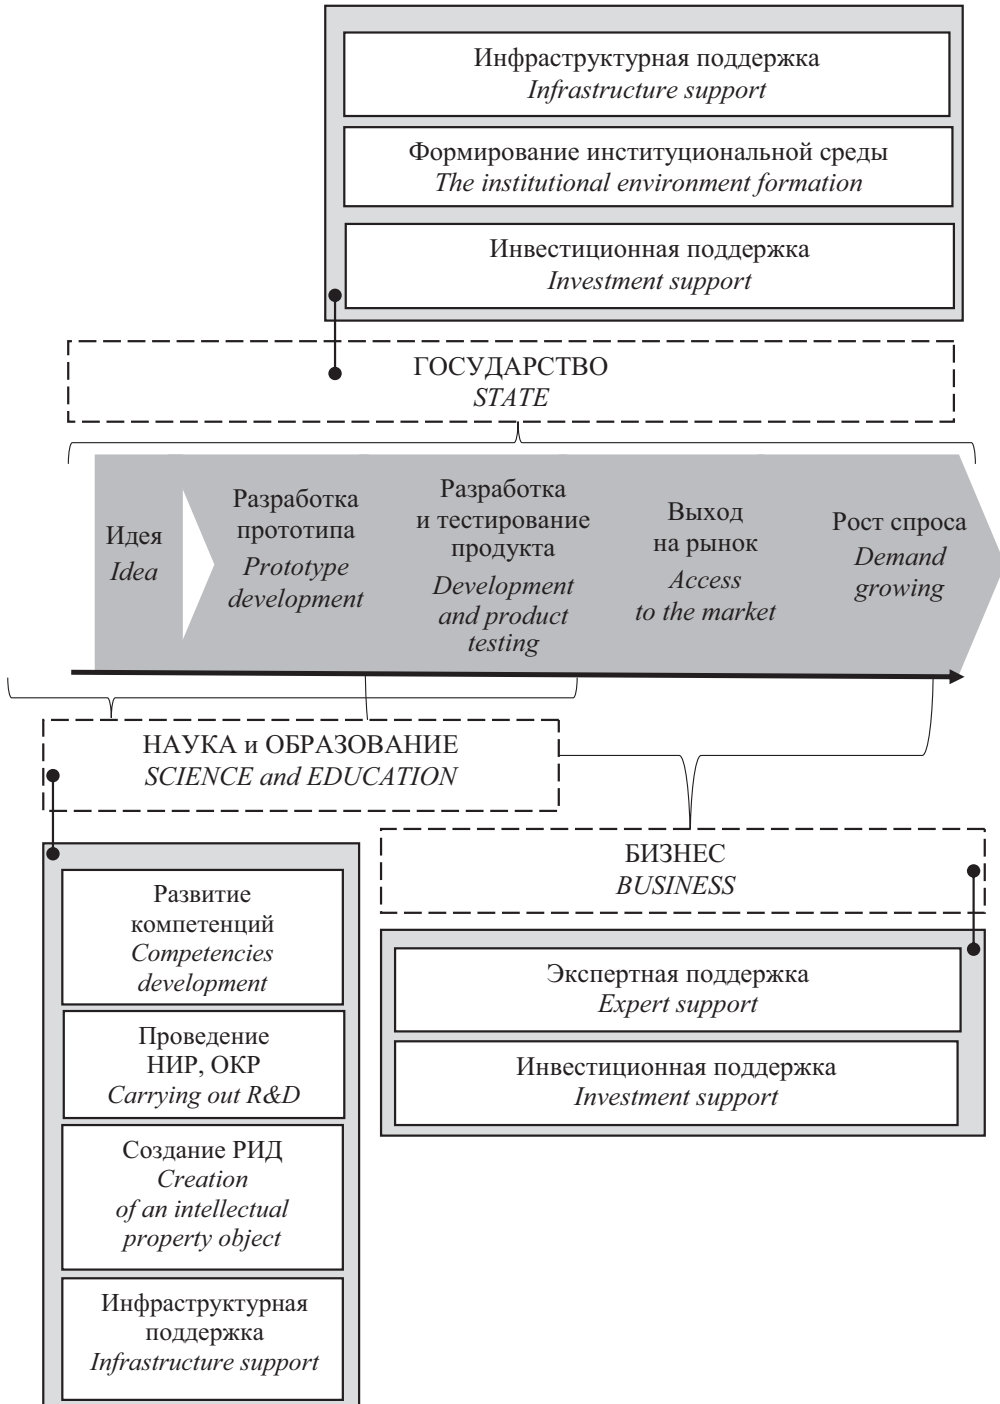 Инфраструктурная поддержка
Infrastructure support
Формирование институциональной среды
The institutional environment formation
Инвестиционная поддержка
Investment support
ГОСУДАРСТВО
STATE
Идея
Idea
Разработка
прототипа
Prototype
development
Разработка
и тестирование
продукта
Development
and product
testing
Выход
на рынок
Access
to the market
Рост спроса
Demand
growing
НАУКА и ОБРАЗОВАНИЕ
SCIENCE and EDUCATION
Развитие
компетенций
Competencies
development
Проведение
НИР, ОКР
Carrying out R&D
Создание РИД
Creation
of an intellectual
property object
Инфраструктурная
поддержка
Infrastructure support
БИЗНЕС
BUSINESS
Экспертная поддержка
Expert support
Инвестиционная поддержка
Investment support